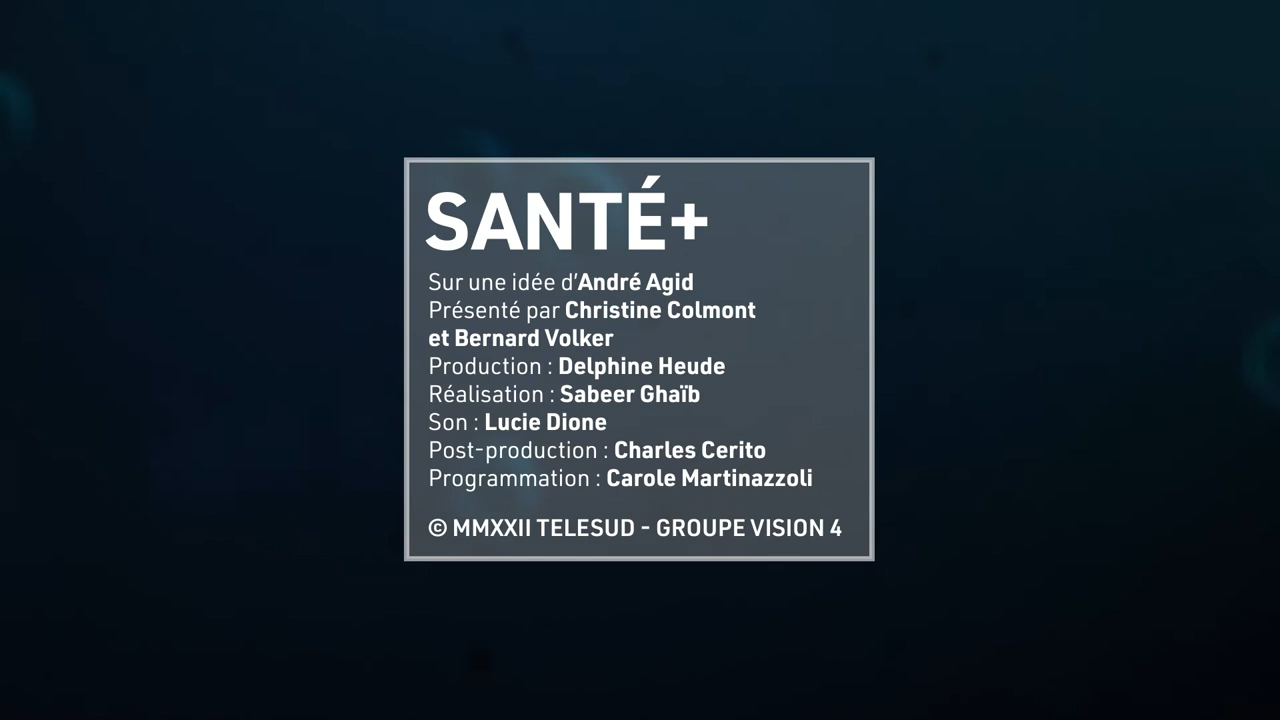 SANTÉ+
Sur une idée d'André Agid
Présenté par Christine Colmont
et Bernard Volker
Production : Delphine Heude
Réalisation : Sabeer Ghaïb
Son : Lucie Dione
Post-production : Charles Cerito
Programmation : Carole Martinazzoli
© MMXXII TELESUD - GROUPE VISION 4